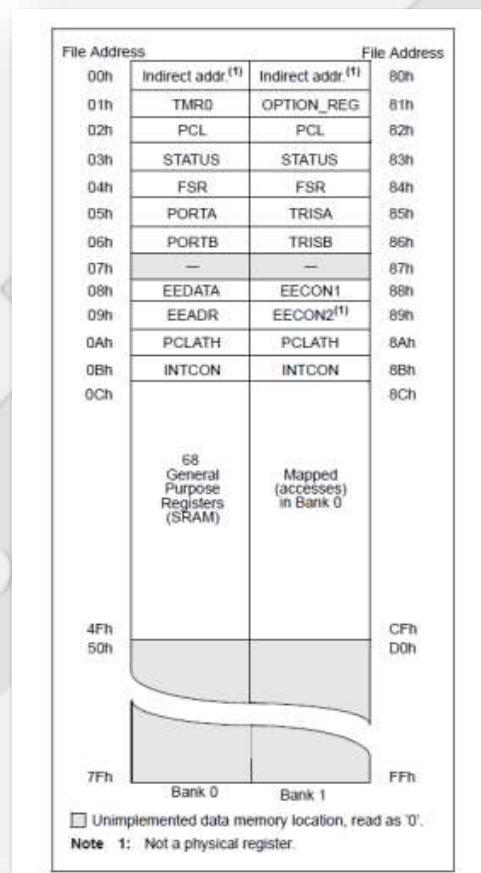 File Address File Address
00h Indirect addr.(1) Indirect addr.(1) 80h
01h TMR0 OPTION_REG 81h
02h PCL PCL 82h
03h STATUS STATUS 83h
04h FSR FSR 84h
05h PORTA TRISA 85h
06h PORTB TRISB 86h
07h — — 87h
08h EEDATA EECON1 88h
09h EEADR EECON2(1) 89h
0Ah PCLATH PCLATH 8Ah
0Bh INTCON INTCON 8Bh
0Ch 8Ch
68
General Mapped
Purpose (accesses)
Registers in Bank 0
(SRAM)
4Fh CFh
50h D0h
7Fh FFh
Bank 0 Bank 1
Unimplemented data memory location, read as '0'.
Note 1: Not a physical register.